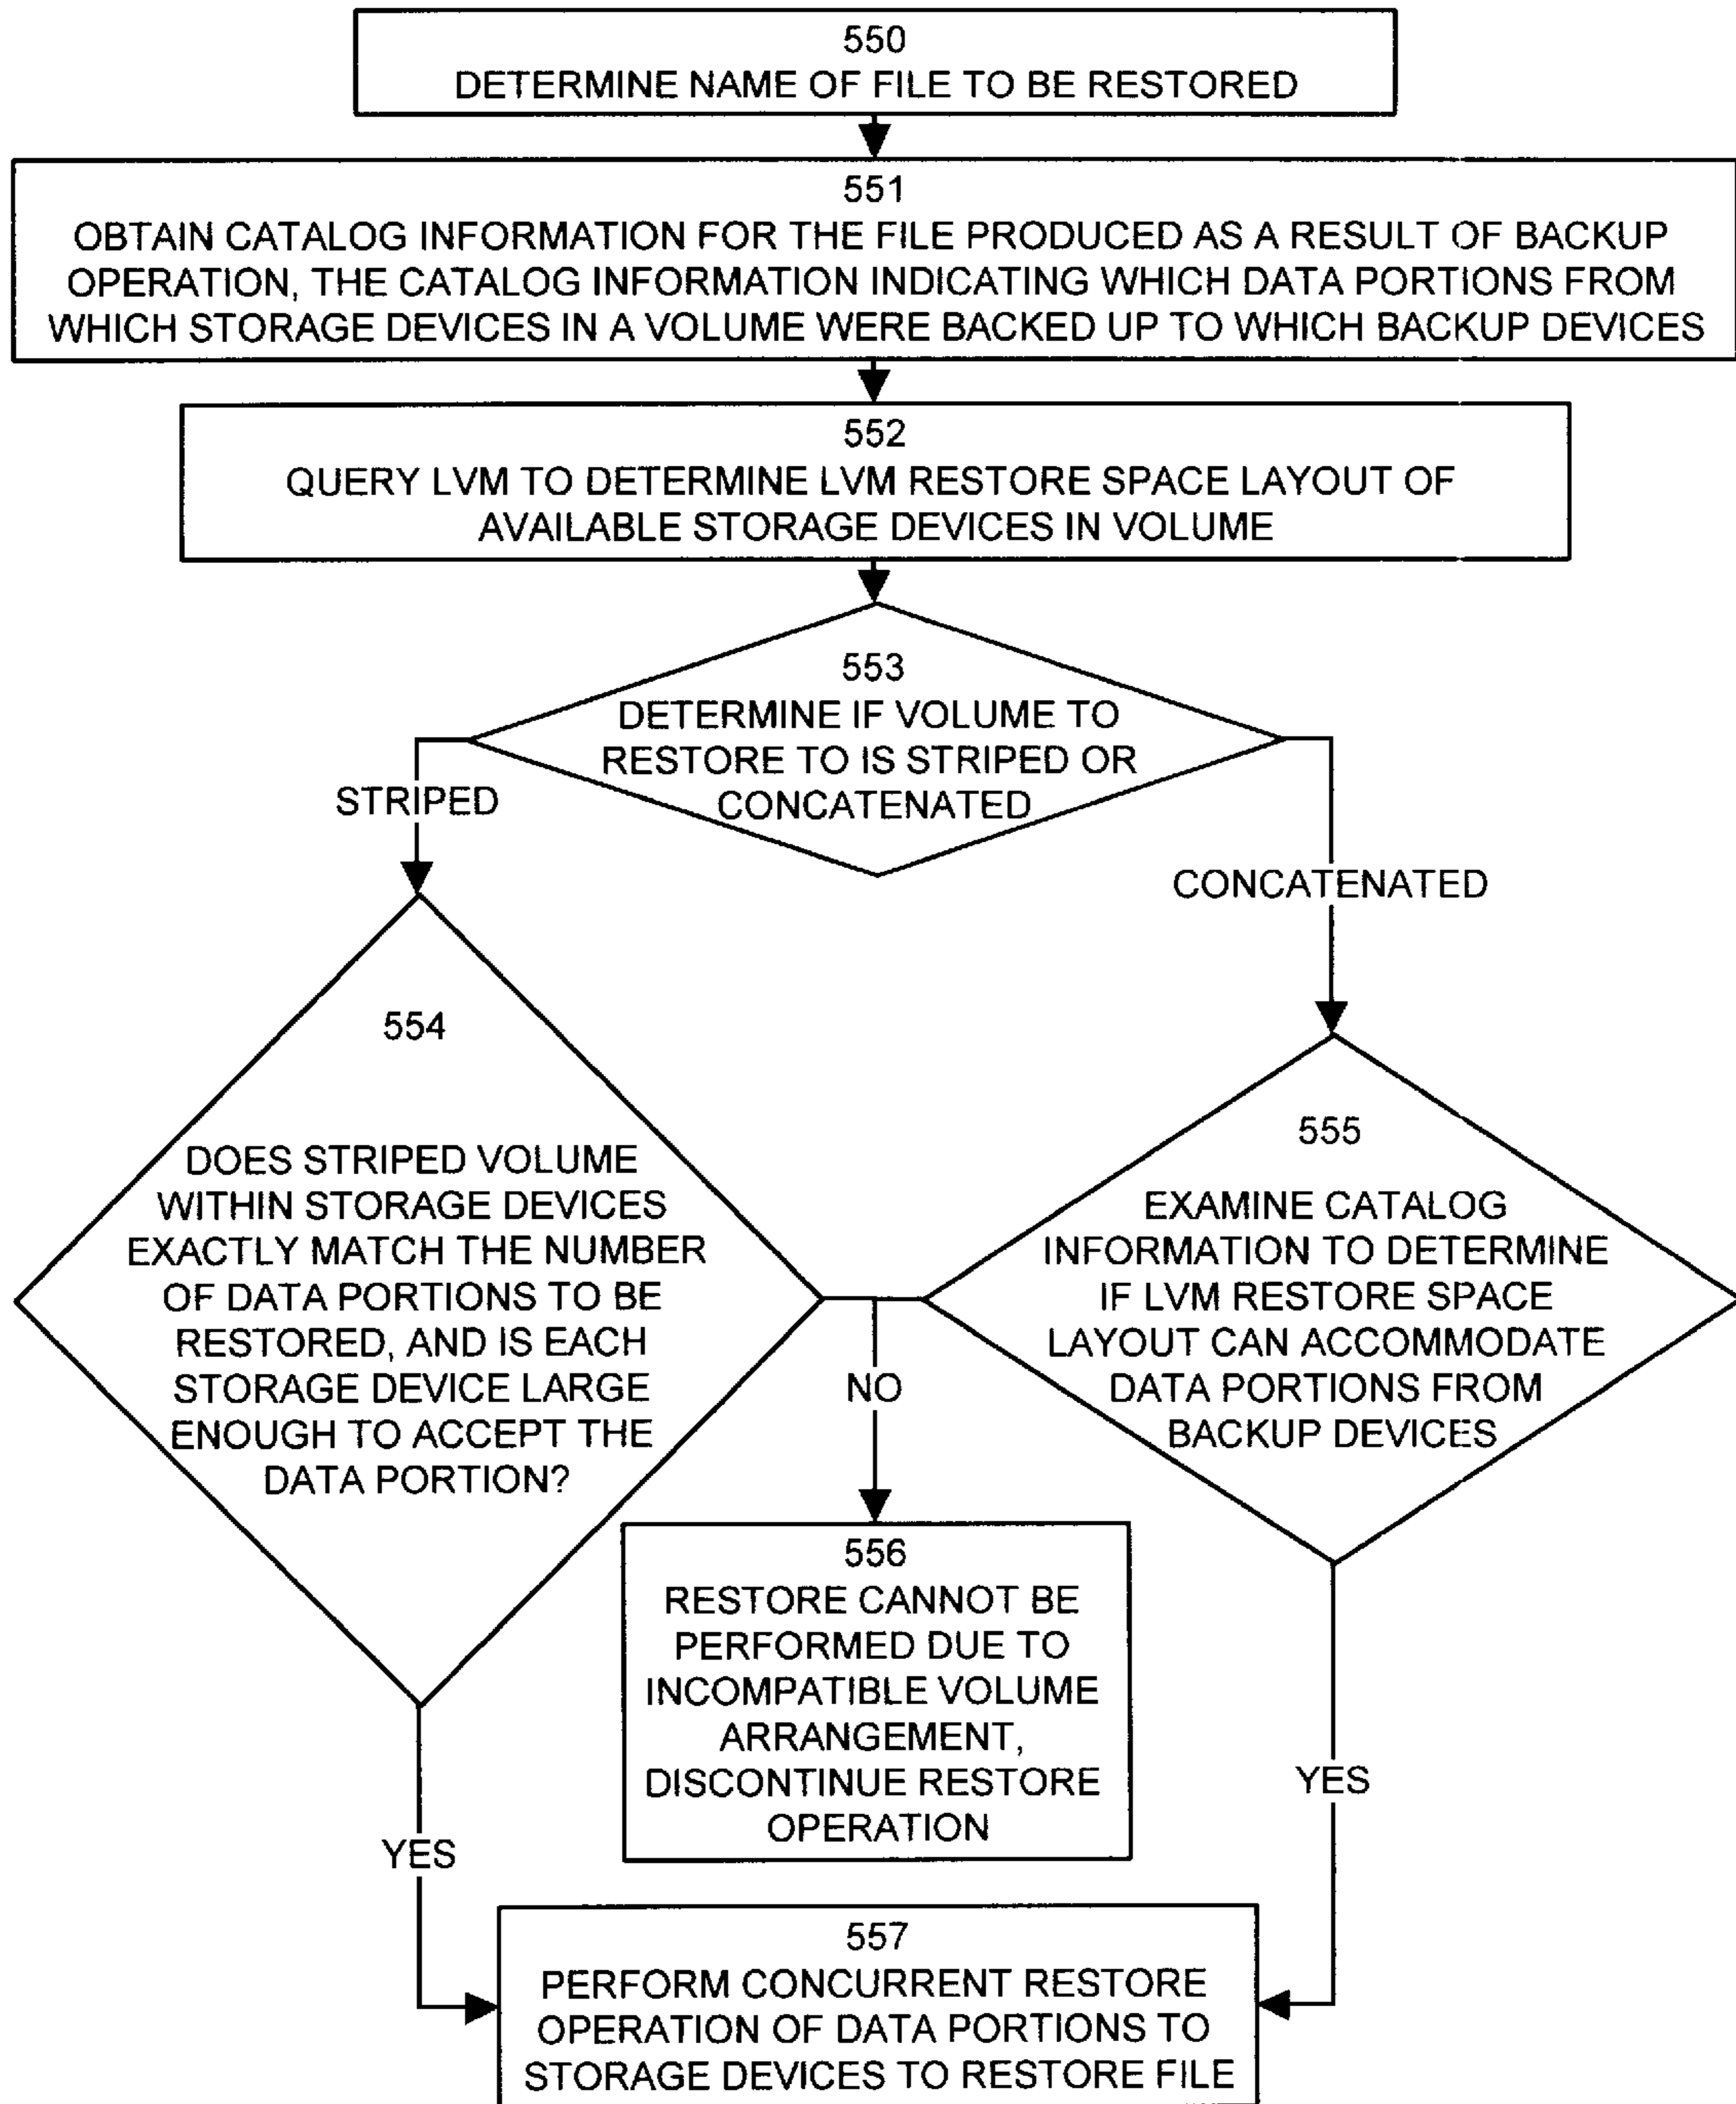 550
DETERMINE NAME OF FILE TO BE RESTORED
551
OBTAIN CATALOG INFORMATION FOR THE FILE PRODUCED AS A RESULT OF BACKUP
OPERATION, THE CATALOG INFORMATION INDICATING WHICH DATA PORTIONS FROM
WHICH STORAGE DEVICES IN A VOLUME WERE BACKED UP TO WHICH BACKUP DEVICES
552
QUERY LVM TO DETERMINE LVM RESTORE SPACE LAYOUT OF
AVAILABLE STORAGE DEVICES IN VOLUME
553
DETERMINE IF VOLUME TO
RESTORE TO IS STRIPED OR
CONCATENATED
STRIPED
CONCATENATED
554
DOES STRIPED VOLUME
WITHIN STORAGE DEVICES
EXACTLY MATCH THE NUMBER
OF DATA PORTIONS TO BE
RESTORED, AND IS EACH
STORAGE DEVICE LARGE
ENOUGH TO ACCEPT THE
DATA PORTION?
555
EXAMINE CATALOG
INFORMATION TO DETERMINE
IF LVM RESTORE SPACE
LAYOUT CAN ACCOMMODATE
DATA PORTIONS FROM
BACKUP DEVICES
NO
556
RESTORE CANNOT BE
PERFORMED DUE TO
INCOMPATIBLE VOLUME
ARRANGEMENT,
DISCONTINUE RESTORE
OPERATION
YES
YES
557
PERFORM CONCURRENT RESTORE
OPERATION OF DATA PORTIONS TO
STORAGE DEVICES TO RESTORE FILE